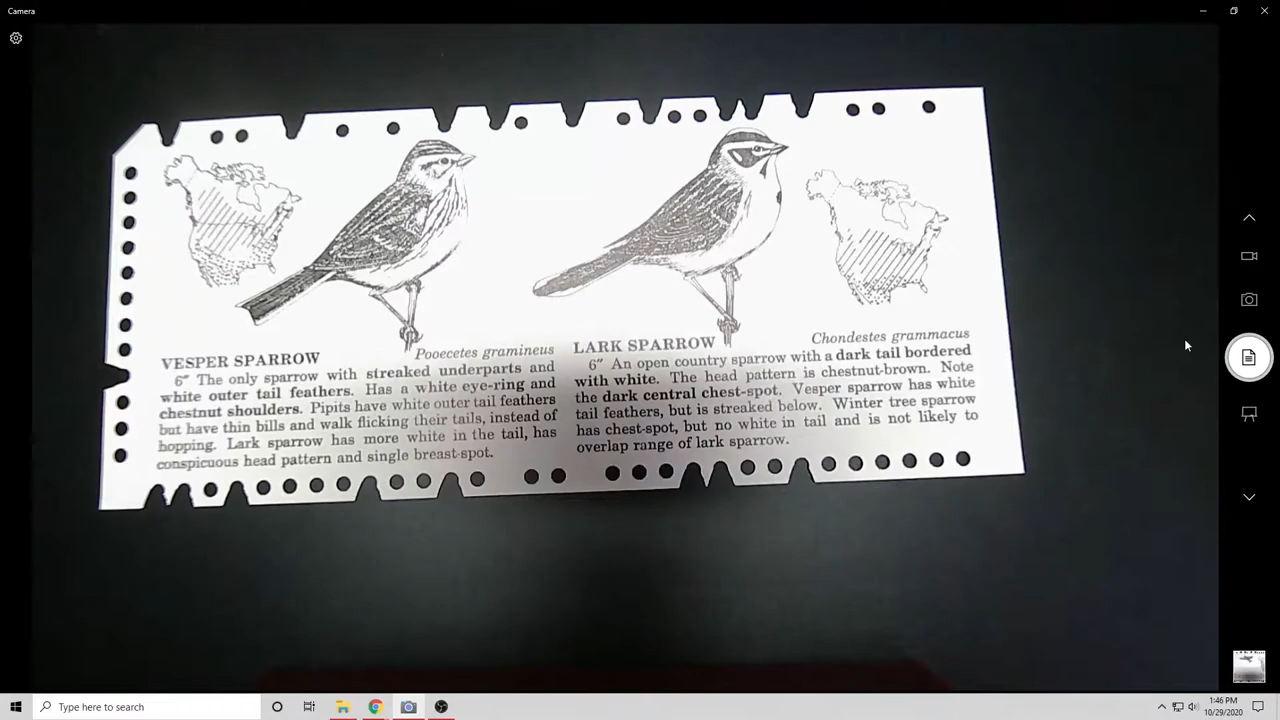 Camera
VESPER SPARROW
Pooecetes gramineus
6″ The only sparrow with streaked underparts and
white outer tail feathers. Has a white eye-ring and
chestnut shoulders. Pipits have white outer tail feathers
but have thin bills and walk flicking their tails, instead of
hopping. Lark sparrow has more white in the tail, has
conspicuous head pattern and single breast-spot.
LARK SPARROW
Chondestes grammacus
6″ An open country sparrow with a dark tail bordered
with white. The head pattern is chestnut-brown. Note
the dark central chest-spot. Vesper sparrow has white
tail feathers, but is streaked below. Winter tree sparrow
has chest-spot, but no white in tail and is not likely to
overlap range of lark sparrow.
Type here to search
1:46 PM
10/29/2020